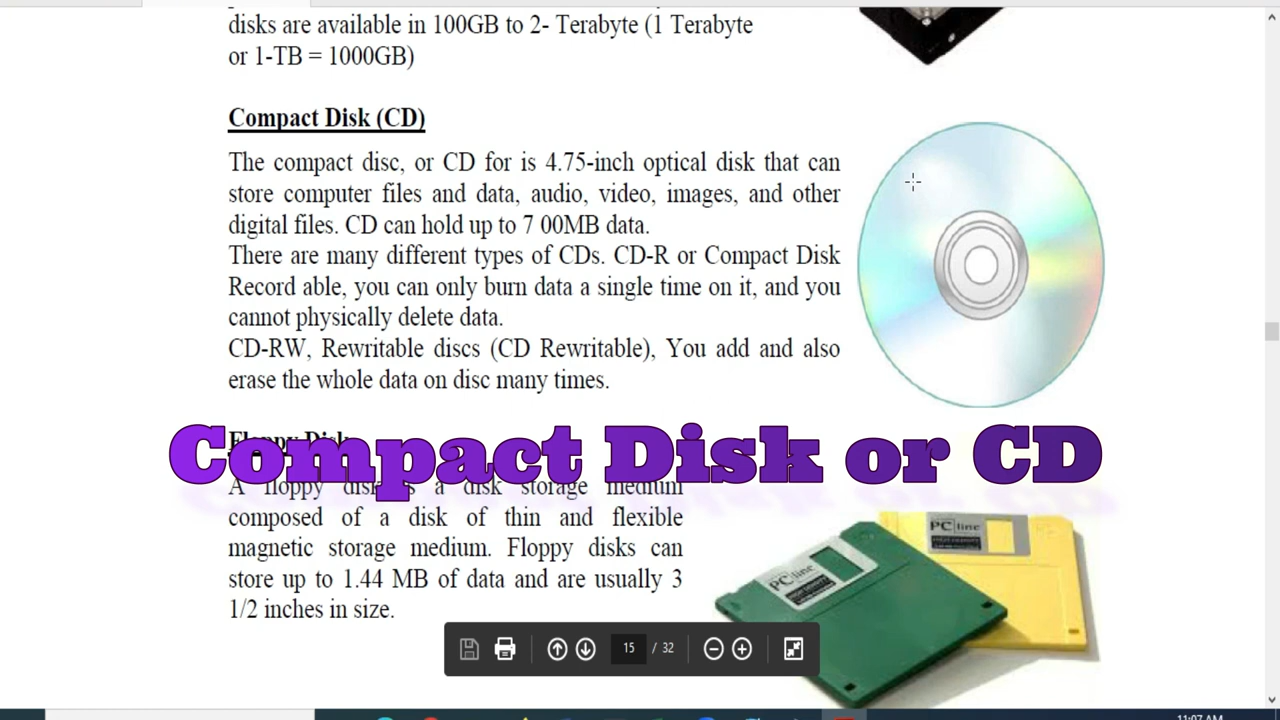 disks are available in 100GB to 2- Terabyte (1 Terabyte
or 1-TB = 1000GB)
Compact Disk (CD)
The compact disc, or CD for is 4.75-inch optical disk that can
store computer files and data, audio, video, images, and other
digital files. CD can hold up to 7 00MB data.
There are many different types of CDs. CD-R or Compact Disk
Record able, you can only burn data a single time on it, and you
cannot physically delete data.
CD-RW, Rewritable discs (CD Rewritable), You add and also
erase the whole data on disc many times.
Floppy Disk
Compact Disk or CD
A floppy disk is a disk storage medium
composed of a disk of thin and flexible
magnetic storage medium. Floppy disks can
store up to 1.44 MB of data and are usually 3
1/2 inches in size.
PC line
PC line
15 / 32
11:07 AM